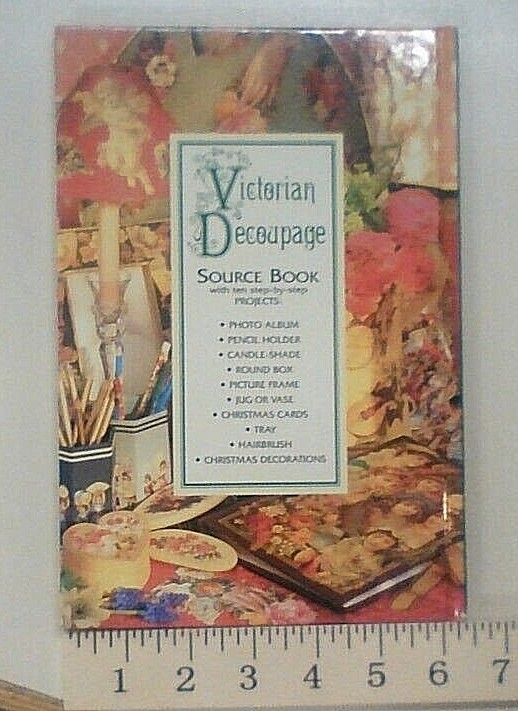 Victorian
Decoupage
SOURCE BOOK
with ten step-by-step
PROJECTS:
• PHOTO ALBUM
• PENCIL HOLDER
• CANDLE-SHADE
• ROUND BOX
• PICTURE FRAME
• JUG OR VASE
• CHRISTMAS CARDS
• TRAY
• HAIRBRUSH
• CHRISTMAS DECORATIONS
1 2 3 4 5 6 7